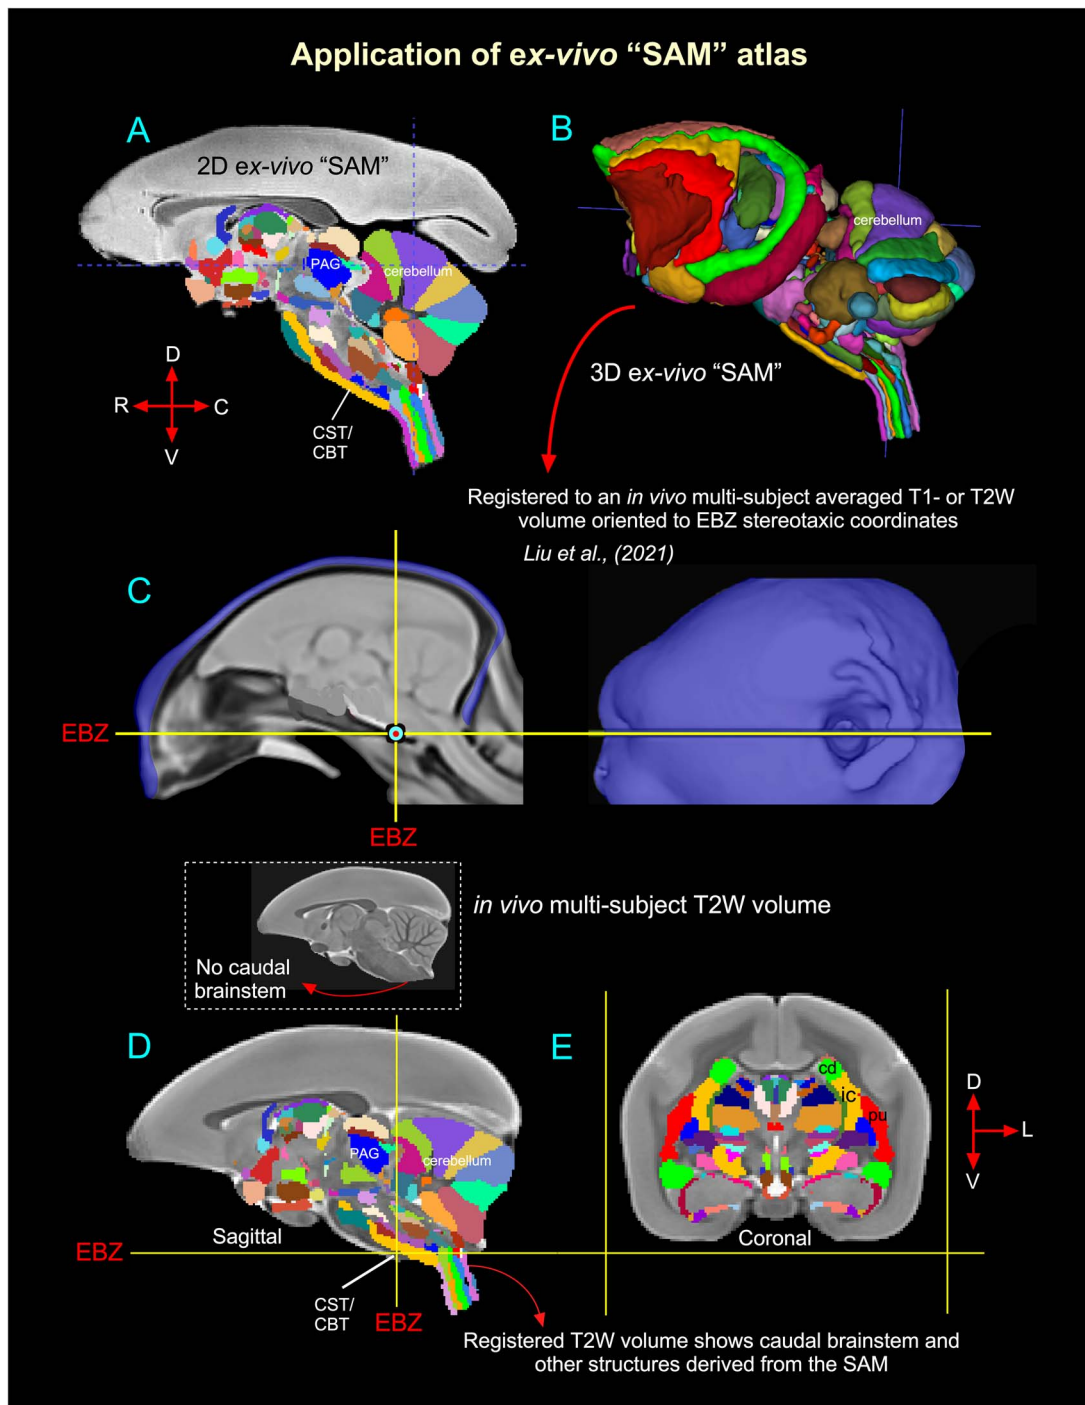 Application of ex-vivo “SAM” atlas
A
B
2D ex-vivo “SAM”
cerebellum
PAG
cerebellum
D
R
C
V
CST/
CBT
3D ex-vivo “SAM”
Registered to an in vivo multi-subject averaged T1- or T2W
volume oriented to EBZ stereotaxic coordinates
Liu et al., (2021)
C
EBZ
EBZ
in vivo multi-subject T2W volume
No caudal
brainstem
D
E
PAG
cerebellum
cd
ic
pu
D
L
V
Sagittal
Coronal
EBZ
CST/
CBT
EBZ
Registered T2W volume shows caudal brainstem and
other structures derived from the SAM